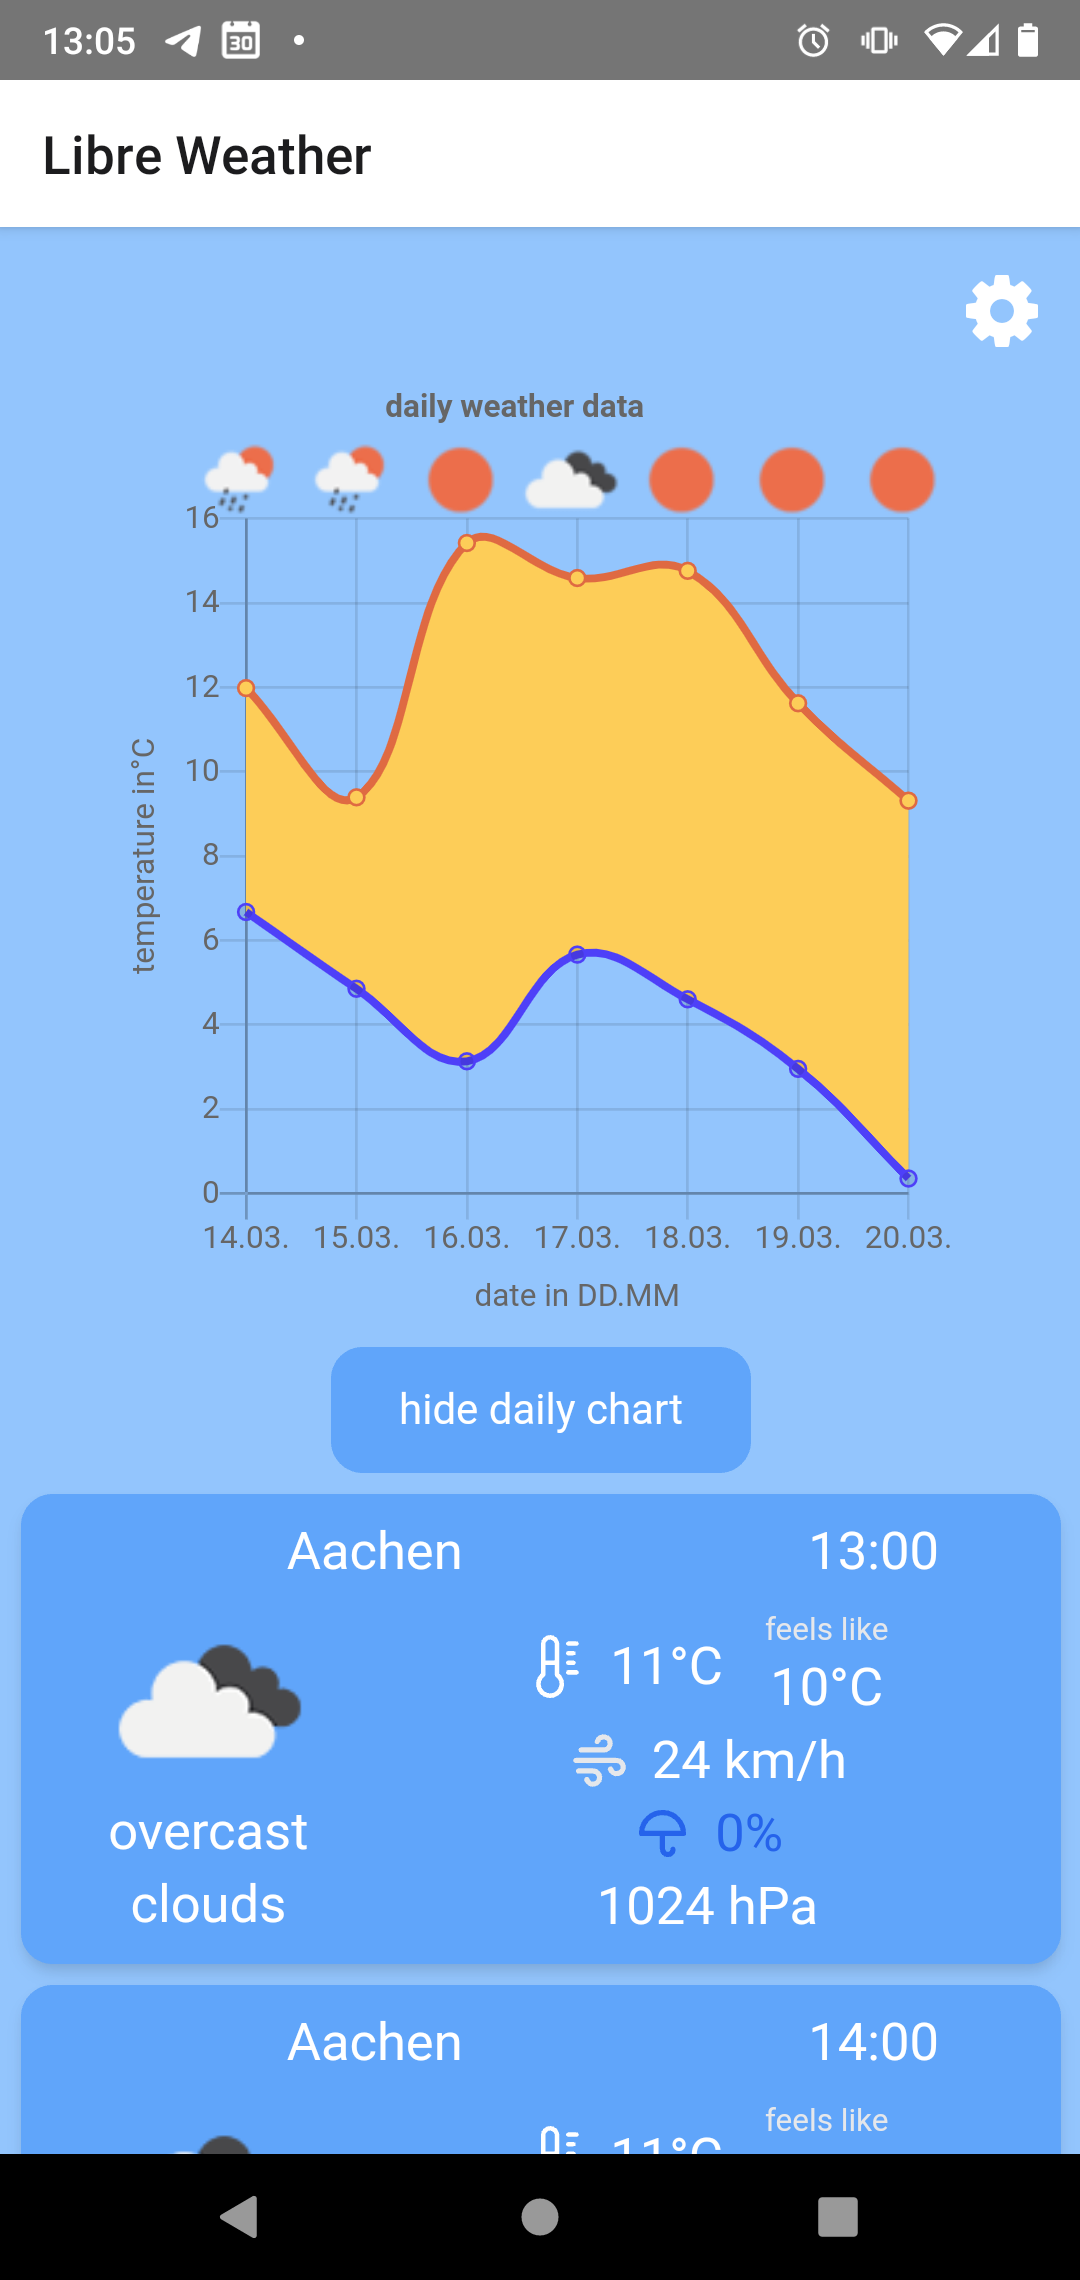 13:05
30
Libre Weather
daily weather data
16
14
12
10
8
6
4
2
0
temperature in°C
14.03. 15.03. 16.03. 17.03. 18.03. 19.03. 20.03.
date in DD.MM
hide daily chart
Aachen 13:00
feels like
11°C 10°C
24 km/h
0%
overcast
clouds
1024 hPa
Aachen 14:00
feels like
11°C